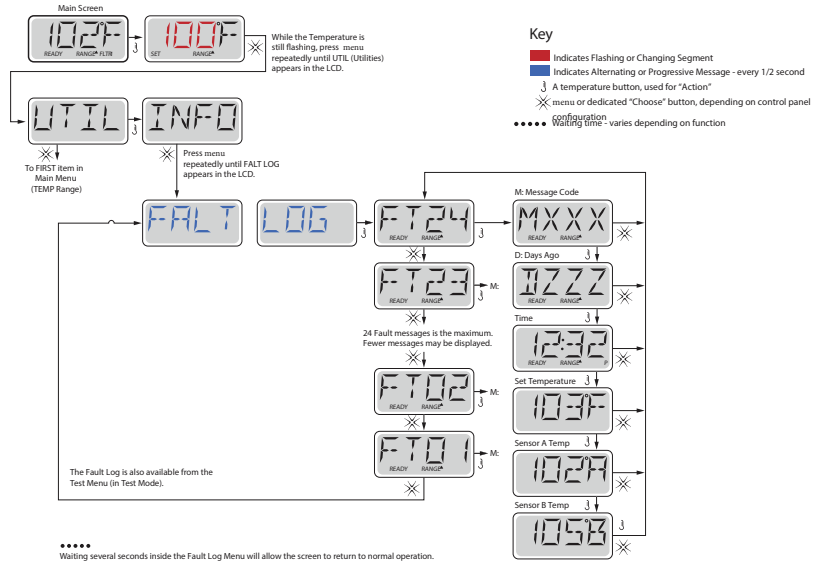 Main Screen
102°F
READY RANGE FLTR1
100°F
SET RANGE
While the Temperature is
still flashing, press menu
repeatedly until UTIL (Utilities)
appears in the LCD.
Key
Indicates Flashing or Changing Segment
Indicates Alternating or Progressive Message - every 1/2 second
A temperature button, used for “Action”
menu or dedicated “Choose” button, depending on control panel
configuration
Waiting time - varies depending on function
UTIL
INFO
To FIRST item in
Main Menu
(TEMP Range)
Press menu
repeatedly until FALT LOG
appears in the LCD.
FALT
LOG
FT24
READY RANGE
M: Message Code
MXXX
READY RANGE
FT23
READY RANGE
M:
D: Days Ago
DZZZ
READY RANGE
24 Fault messages is the maximum.
Fewer messages may be displayed.
Time
12:32
READY RANGE P
FT02
READY RANGE
M:
Set Temperature
103°F
FT01
READY RANGE
M:
Sensor A Temp
102°A
Sensor B Temp
105°B
The Fault Log is also available from the
Test Menu (in Test Mode).
Waiting several seconds inside the Fault Log Menu will allow the screen to return to normal operation.